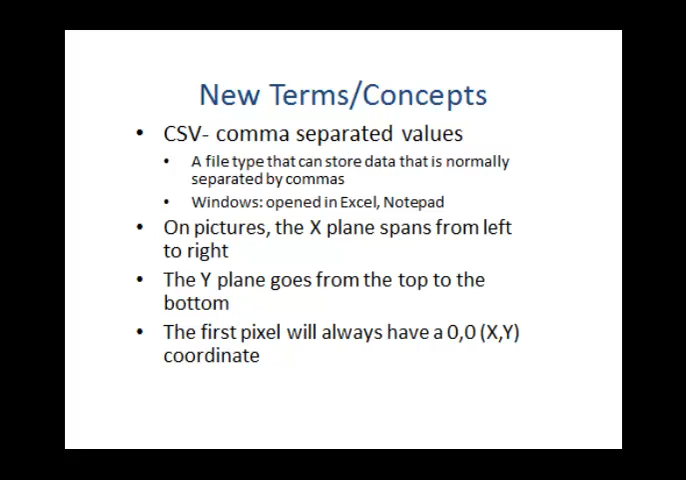 New Terms/Concepts
• CSV- comma separated values
• A file type that can store data that is normally
separated by commas
• Windows: opened in Excel, Notepad
• On pictures, the X plane spans from left
to right
• The Y plane goes from the top to the
bottom
• The first pixel will always have a 0,0 (X,Y)
coordinate